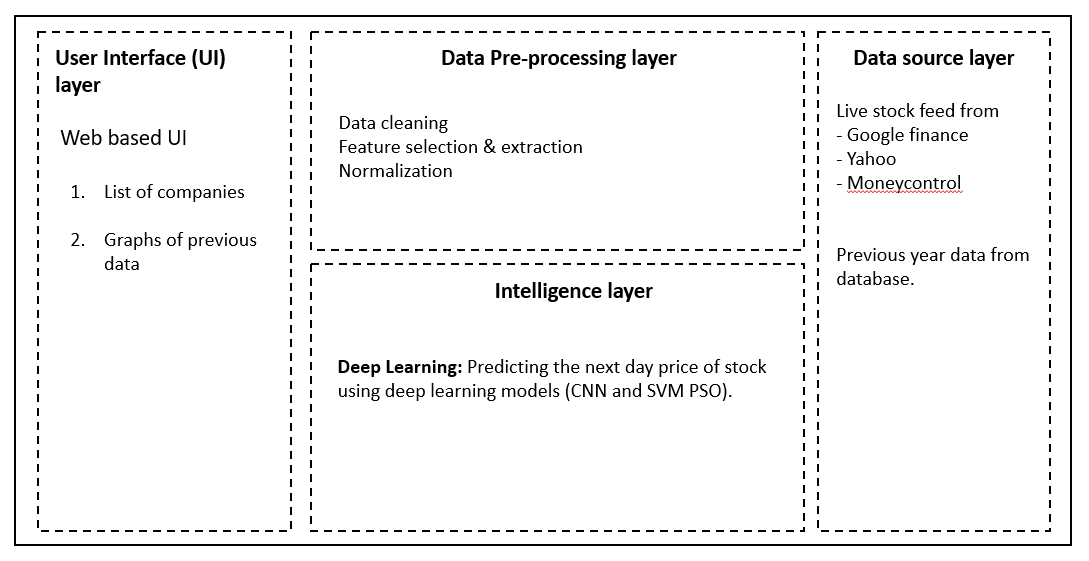 User Interface (UI)
layer
Web based UI
1. List of companies
2. Graphs of previous
data
Data Pre-processing layer
Data cleaning
Feature selection & extraction
Normalization
Intelligence layer
Deep Learning: Predicting the next day price of stock
using deep learning models (CNN and SVM PSO).
Data source layer
Live stock feed from
- Google finance
- Yahoo
- Moneycontrol
Previous year data from
database.